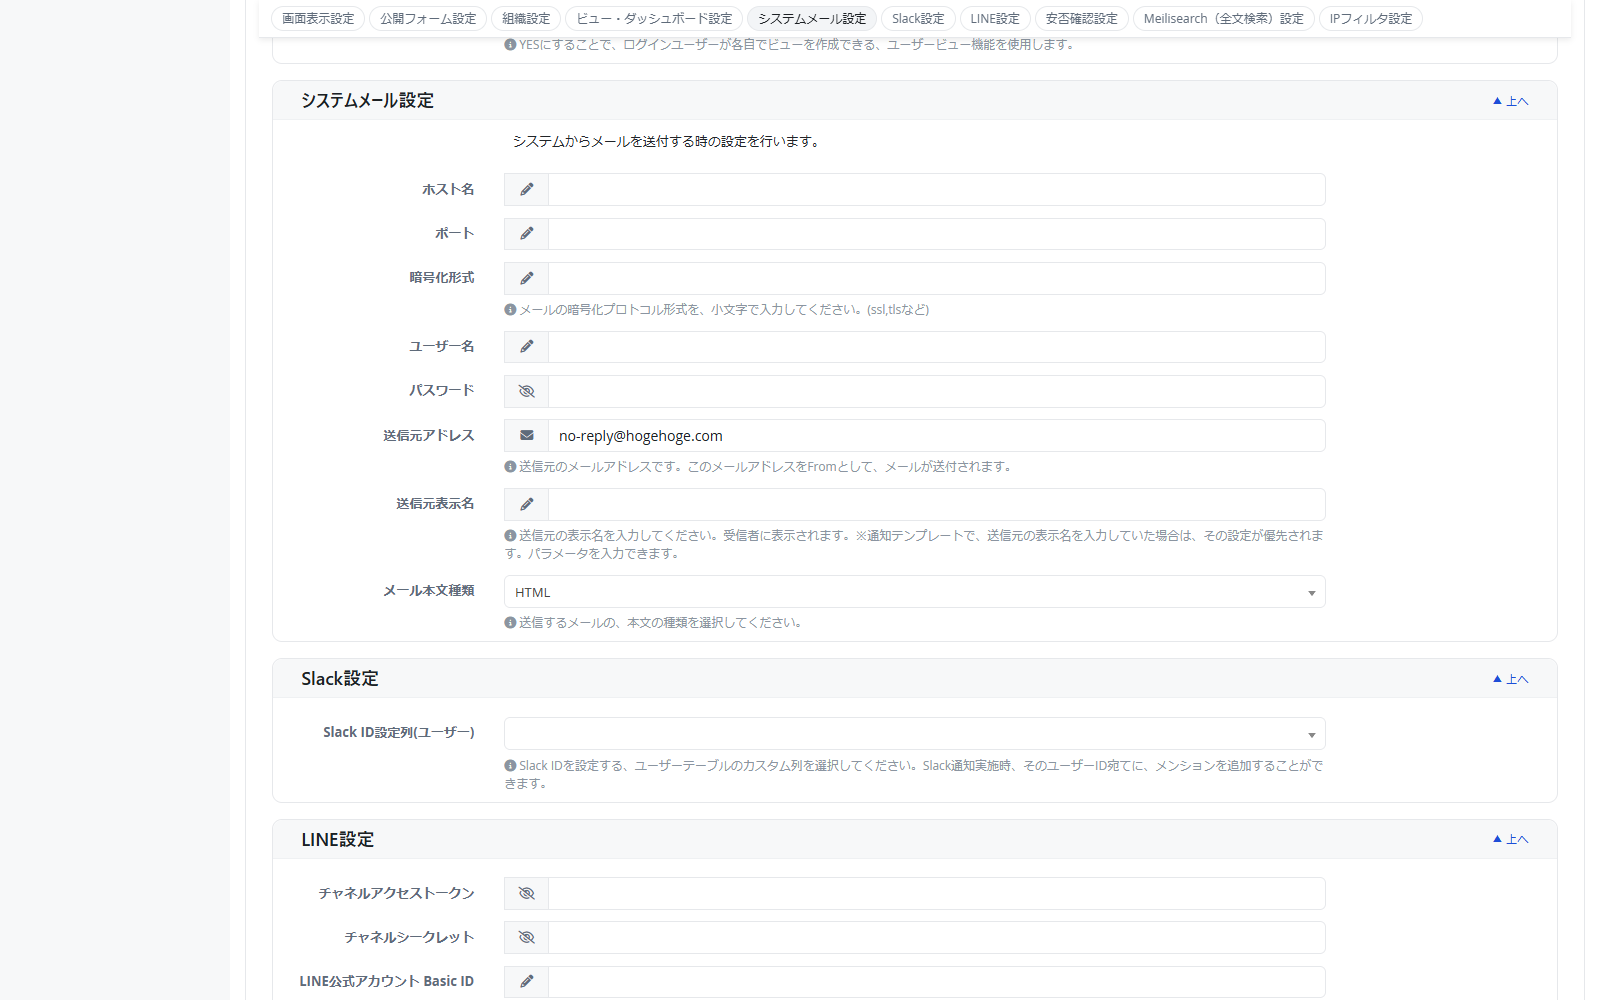 画面表示設定 公開フォーム設定 組織設定 ビュー・ダッシュボード設定 システムメール設定 Slack設定 LINE設定 安否確認設定 Meilisearch（全文検索）設定 IPフィルタ設定
YESにすることで、ログインユーザーが各自でビューを作成できる、ユーザービュー機能を使用します。
システムメール設定 ▲ 上へ
システムからメールを送付する時の設定を行います。
ホスト名
ポート
暗号化形式
メールの暗号化プロトコル形式を、小文字で入力してください。(ssl,tlsなど)
ユーザー名
パスワード
送信元アドレス no-reply@hogehoge.com
送信元のメールアドレスです。このメールアドレスをFromとして、メールが送付されます。
送信元表示名
送信元の表示名を入力してください。受信者に表示されます。※通知テンプレートで、送信元の表示名を入力していた場合は、その設定が優先されま
す。パラメータを入力できます。
メール本文種類 HTML
送信するメールの、本文の種類を選択してください。
Slack設定 ▲ 上へ
Slack ID設定列(ユーザー)
Slack IDを設定する、ユーザーテーブルのカスタム列を選択してください。Slack通知実施時、そのユーザーID宛てに、メンションを追加することがで
きます。
LINE設定 ▲ 上へ
チャネルアクセストークン
チャネルシークレット
LINE公式アカウント Basic ID